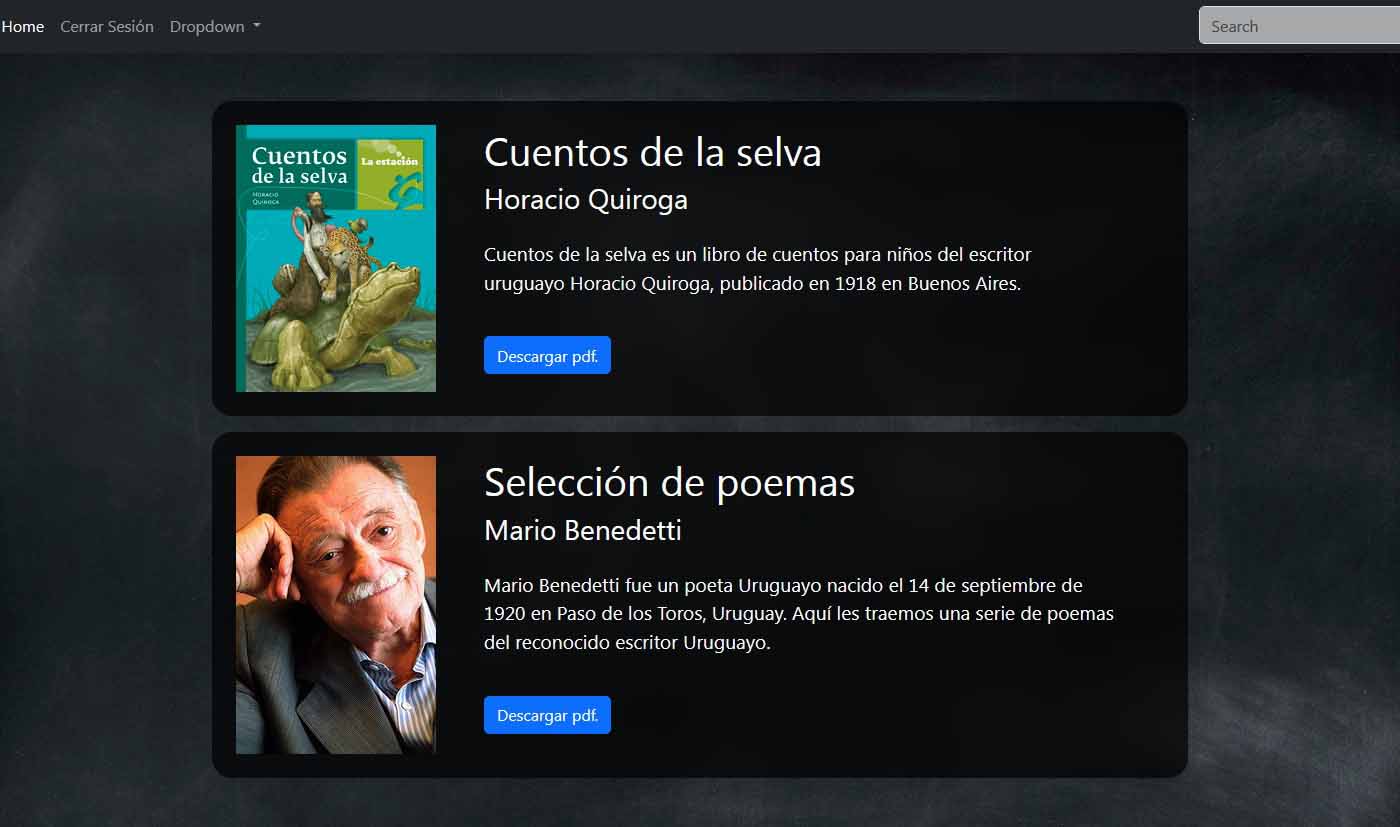 Home Cerrar Sesión Dropdown Search
Cuentos
de la selva
HORACIO
QUIROGA
La estación
Cuentos de la selva
Horacio Quiroga
Cuentos de la selva es un libro de cuentos para niños del escritor
uruguayo Horacio Quiroga, publicado en 1918 en Buenos Aires.
Descargar pdf.
Selección de poemas
Mario Benedetti
Mario Benedetti fue un poeta Uruguayo nacido el 14 de septiembre de
1920 en Paso de los Toros, Uruguay. Aquí les traemos una serie de poemas
del reconocido escritor Uruguayo.
Descargar pdf.